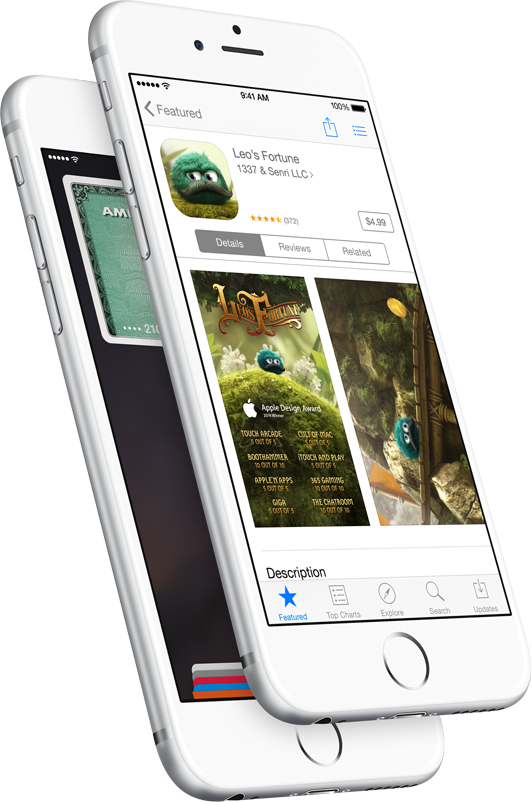 9:41 AM
100%
Featured
Leo's Fortune
1337 & Senri LLC
(372)
$4.99
Details
Reviews
Related
LEO'S FORTUNE
Apple Design Award
2014 Winner
TOUCH ARCADE
5 OUT OF 5
CULT OF MAC
5 OUT OF 5
BOOTHAMMER
10 OUT OF 10
ITOUCH AND PLAY
5 OUT OF 5
APPLE'N'APPS
5 OUT OF 5
365 GAMING
10 OUT OF 10
GIGA
5 OUT OF 5
THE CHATROOM
10 OUT OF 10
Description
Featured
Top Charts
Explore
Search
Updates
AM
210